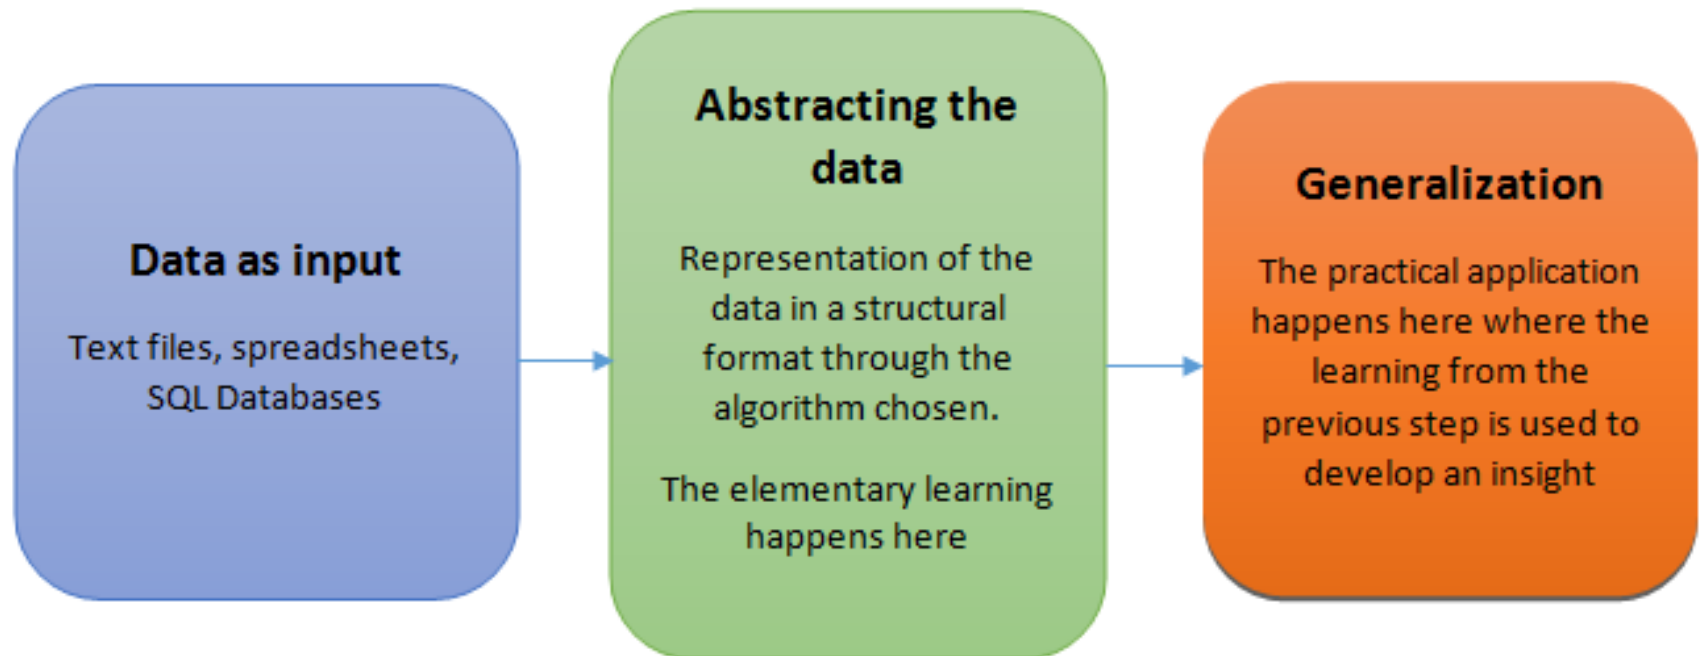 Data as input
Text files, spreadsheets,
SQL Databases
Abstracting the
data
Representation of the
data in a structural
format through the
algorithm chosen.
The elementary learning
happens here
Generalization
The practical application
happens here where the
learning from the
previous step is used to
develop an insight